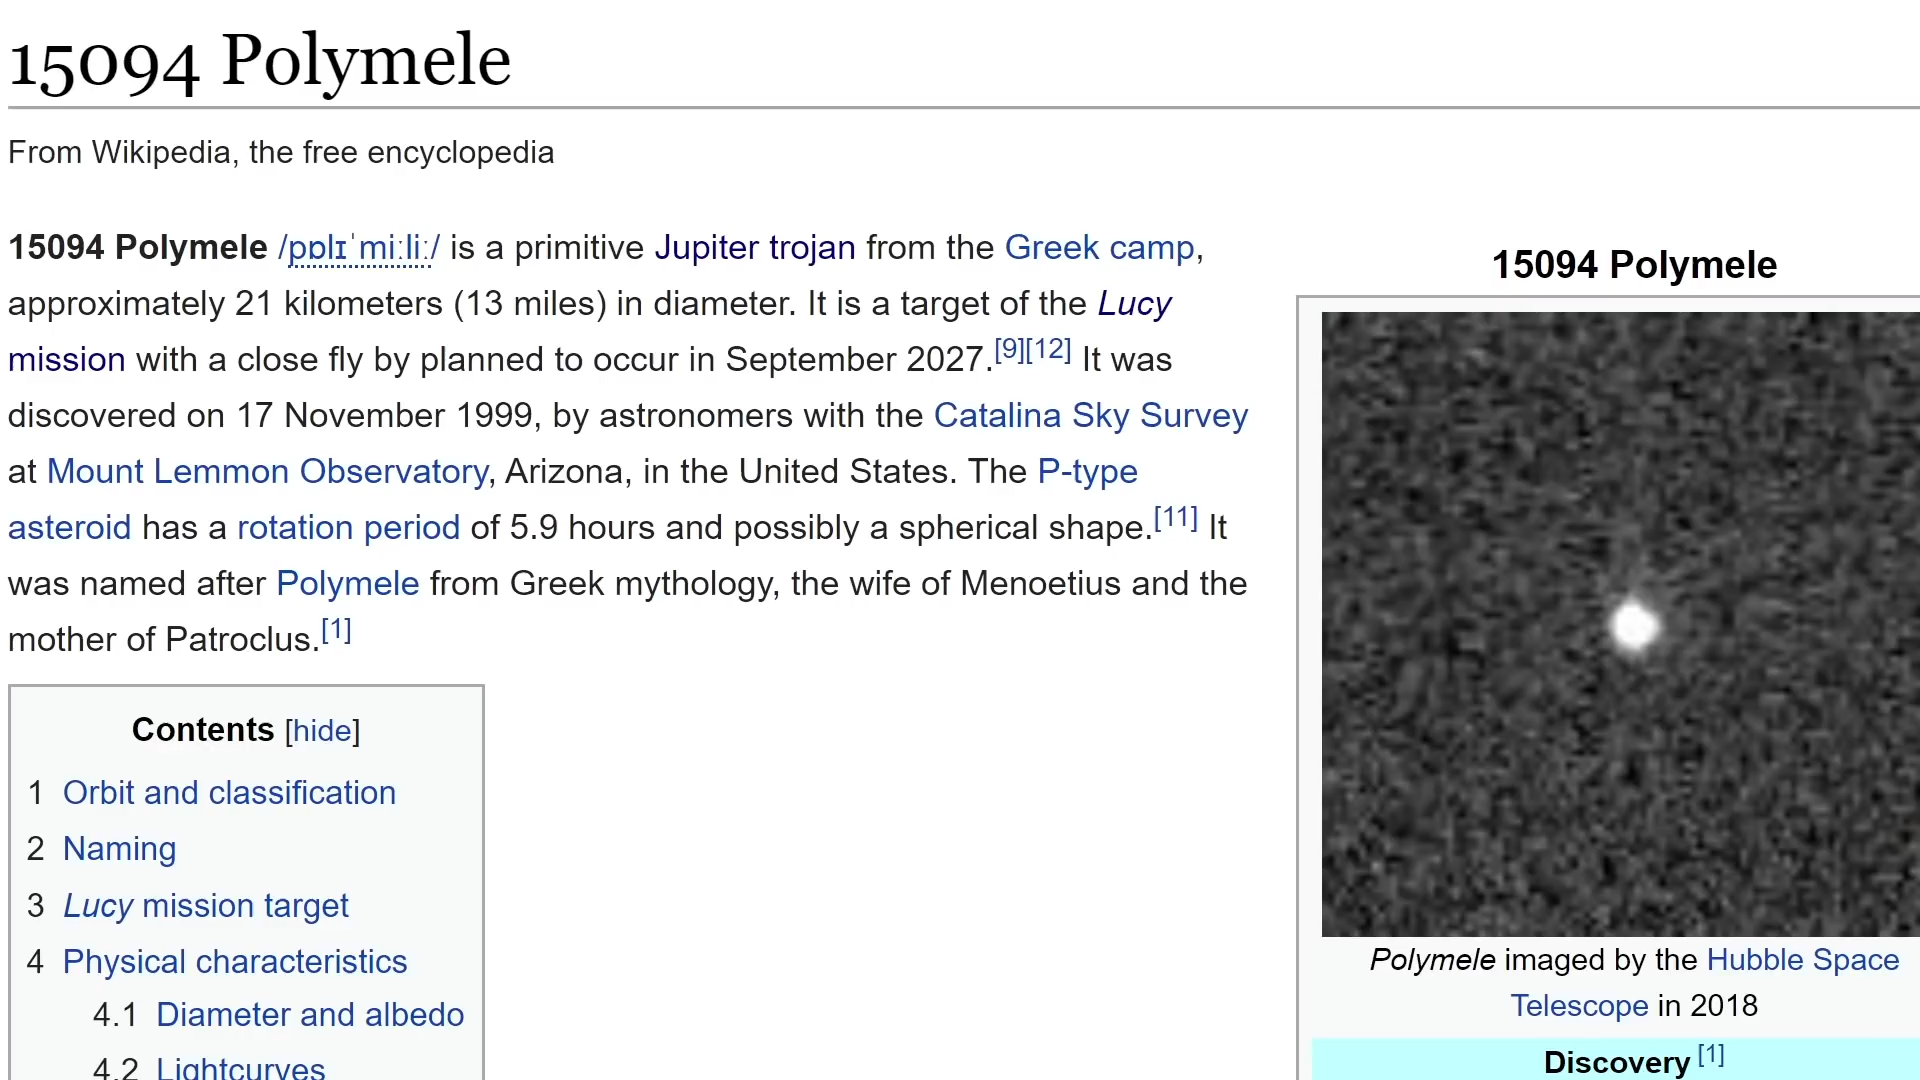 15094 Polymele
From Wikipedia, the free encyclopedia
15094 Polymele /pɒlɪˈmiːliː/ is a primitive Jupiter trojan from the Greek camp,
approximately 21 kilometers (13 miles) in diameter. It is a target of the Lucy
mission with a close fly by planned to occur in September 2027.[9][12] It was
discovered on 17 November 1999, by astronomers with the Catalina Sky Survey
at Mount Lemmon Observatory, Arizona, in the United States. The P-type
asteroid has a rotation period of 5.9 hours and possibly a spherical shape.[11] It
was named after Polymele from Greek mythology, the wife of Menoetius and the
mother of Patroclus.[1]
Contents [hide]
1 Orbit and classification
2 Naming
3 Lucy mission target
4 Physical characteristics
4.1 Diameter and albedo
4.2 Lightcurves
15094 Polymele
Polymele imaged by the Hubble Space
Telescope in 2018
Discovery [1]